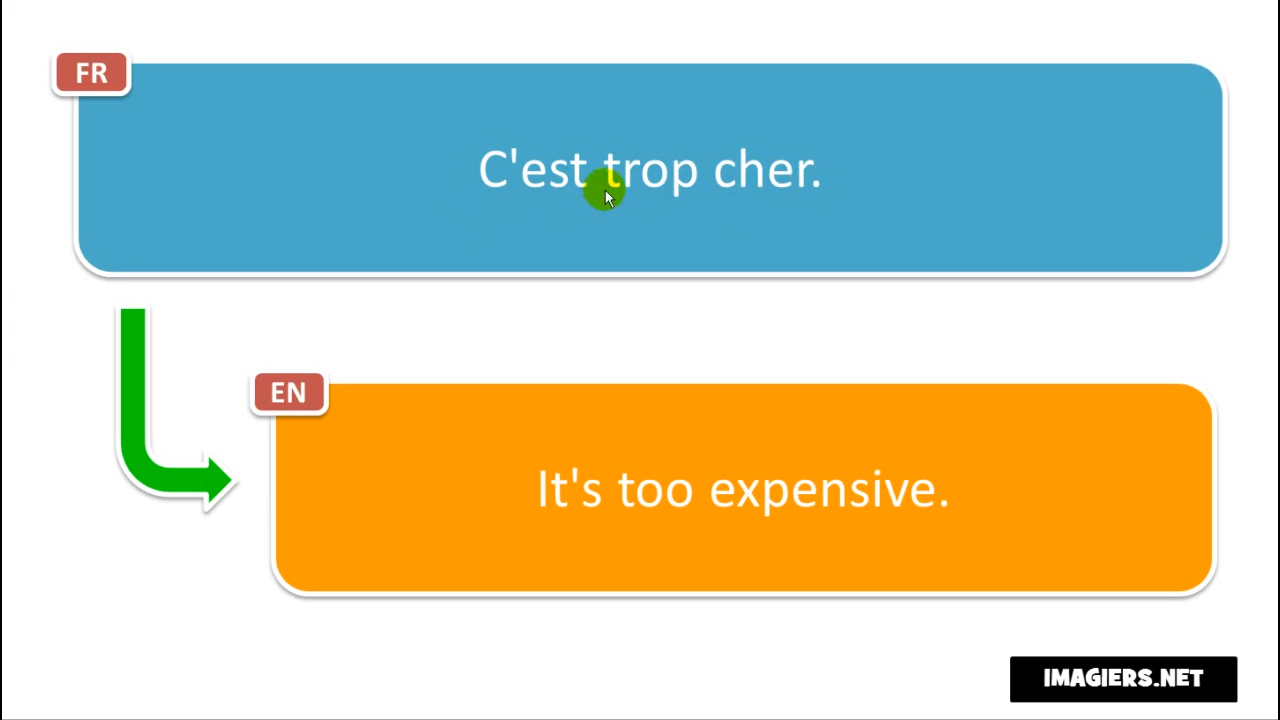 FR
C'est trop cher.
EN
It's too expensive.
IMAGIERS.NET